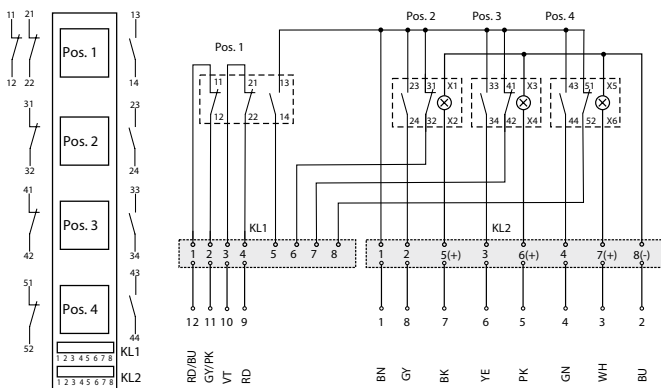 11 21 13
Pos. 1
12 22 14
31 23
Pos. 2
32 24
41 33
Pos. 3
42 34
51 43
Pos. 4
52 44
1 2 3 4 5 6 7 8 KL1
1 2 3 4 5 6 7 8 KL2
Pos. 2 Pos. 3 Pos. 4
Pos. 1
11 21 13 23 31 X1 33 41 X3 43 51 X5
12 22 14 24 32 X2 34 42 X4 44 52 X6
KL1 KL2
1 2 3 4 5 6 7 8 1 2 5(+) 3 6(+) 4 7(+) 8(-)
12 11 10 9 1 8 7 6 5 4 3 2
RD/BU GY/PK VT RD BN GY BK YE PK GN WH BU